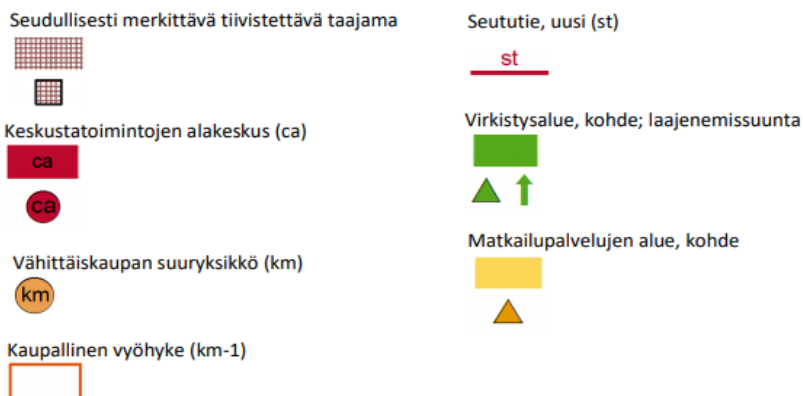 Seudullisesti merkittävä tiivistettävä taajama
Keskustatoimintojen alakeskus (ca)
ca
ca
Vähittäiskaupan suuryksikkö (km)
km
Kaupallinen vyöhyke (km-1)
Seututie, uusi (st)
st
Virkistysalue, kohde; laajenemissuunta
Matkailupalvelujen alue, kohde